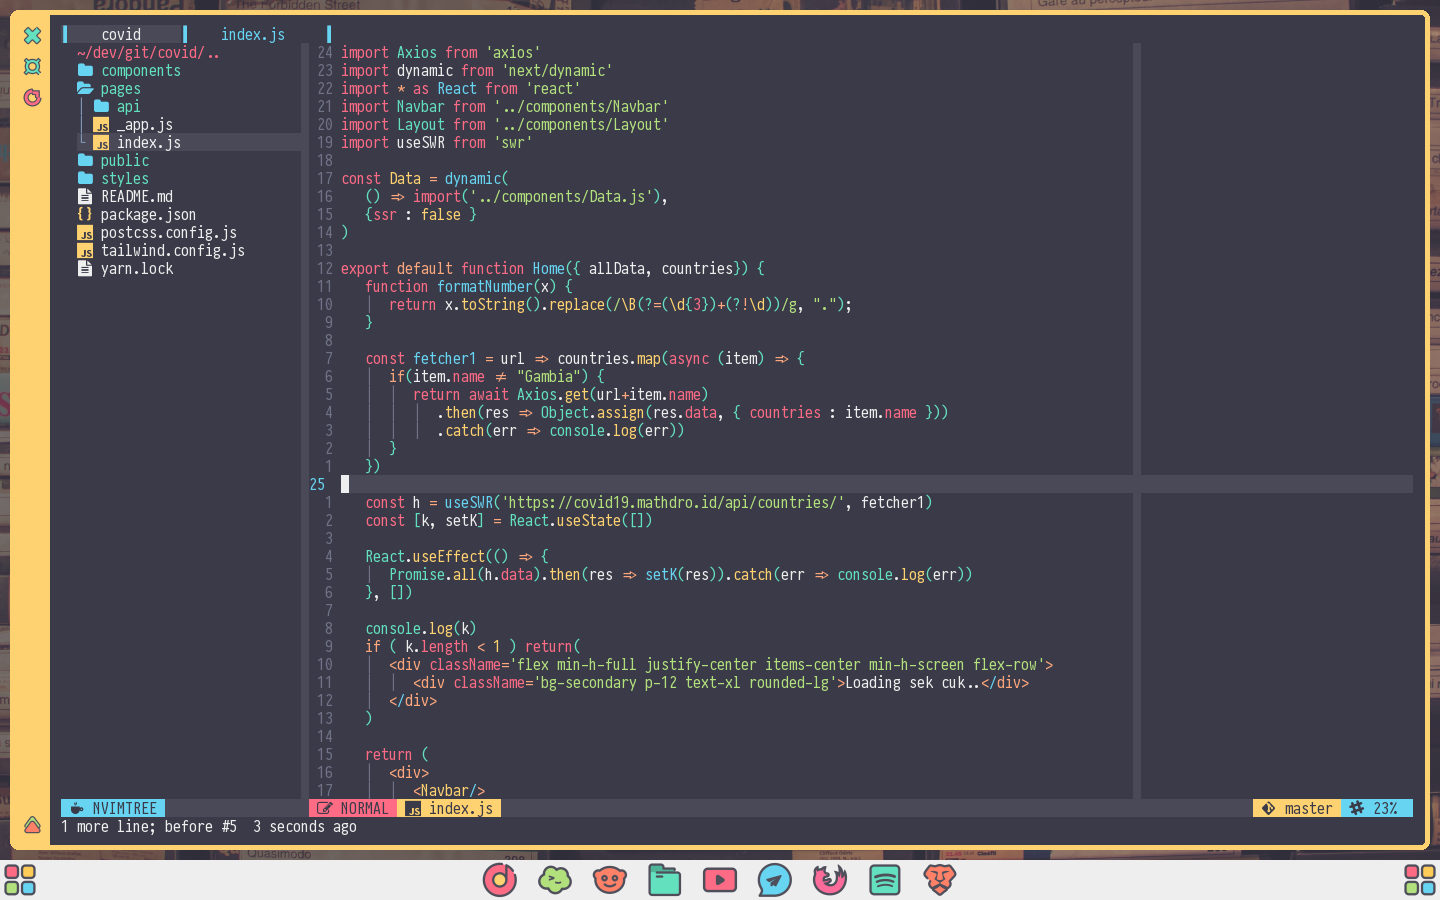 covid index.js
~/dev/git/covid/..
components
pages
api
_app.js
index.js
public
styles
README.md
package.json
postcss.config.js
tailwind.config.js
yarn.lock
24 import Axios from 'axios'
23 import dynamic from 'next/dynamic'
22 import * as React from 'react'
21 import Navbar from '../components/Navbar'
20 import Layout from '../components/Layout'
19 import useSWR from 'swr'
18
17 const Data = dynamic(
16 () => import('../components/Data.js'),
15 {ssr : false }
14 )
13
12 export default function Home({ allData, countries}) {
11 function formatNumber(x) {
10 return x.toString().replace(/\B(?=(\d{3})+(?!\d))/g, ".");
9 }
8
7 const fetcher1 = url => countries.map(async (item) => {
6 if(item.name ≠ "Gambia") {
5 return await Axios.get(url+item.name)
4 .then(res => Object.assign(res.data, { countries : item.name }))
3 .catch(err => console.log(err))
2 }
1 })
25
1 const h = useSWR('https://covid19.mathdro.id/api/countries/', fetcher1)
2 const [k, setK] = React.useState([])
3
4 React.useEffect(() => {
5 Promise.all(h.data).then(res => setK(res)).catch(err => console.log(err))
6 }, [])
7
8 console.log(k)
9 if ( k.length < 1 ) return(
10 <div className='flex min-h-full justify-center items-center min-h-screen flex-row'>
11 <div className='bg-secondary p-12 text-xl rounded-lg'>Loading sek cuk..</div>
12 </div>
13 )
14
15 return (
16 <div>
17 <Navbar/>
NVIMTREE NORMAL JS index.js master 23%
1 more line; before #5 3 seconds ago
Quasimodo